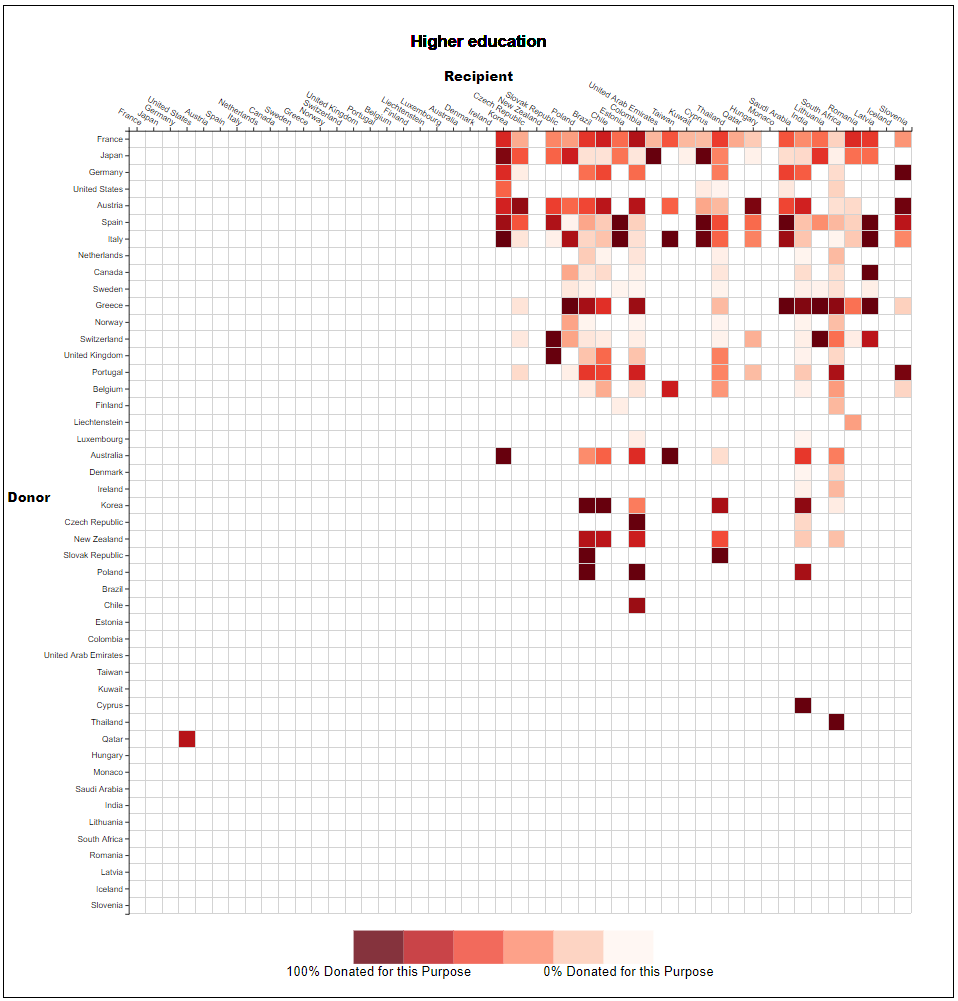 Higher education
Recipient
France
Japan
Germany
United States
Austria
Spain
Italy
Netherlands
Canada
Sweden
Greece
Norway
Switzerland
United Kingdom
Portugal
Belgium
Finland
Liechtenstein
Luxembourg
Australia
Denmark
Ireland
Korea
Czech Republic
New Zealand
Slovak Republic
Poland
Brazil
Chile
Estonia
Colombia
United Arab Emirates
Taiwan
Kuwait
Cyprus
Thailand
Qatar
Hungary
Monaco
Saudi Arabia
India
Lithuania
South Africa
Romania
Latvia
Iceland
Slovenia
Donor
France
Japan
Germany
United States
Austria
Spain
Italy
Netherlands
Canada
Sweden
Greece
Norway
Switzerland
United Kingdom
Portugal
Belgium
Finland
Liechtenstein
Luxembourg
Australia
Denmark
Ireland
Korea
Czech Republic
New Zealand
Slovak Republic
Poland
Brazil
Chile
Estonia
Colombia
United Arab Emirates
Taiwan
Kuwait
Cyprus
Thailand
Qatar
Hungary
Monaco
Saudi Arabia
India
Lithuania
South Africa
Romania
Latvia
Iceland
Slovenia
100% Donated for this Purpose
0% Donated for this Purpose